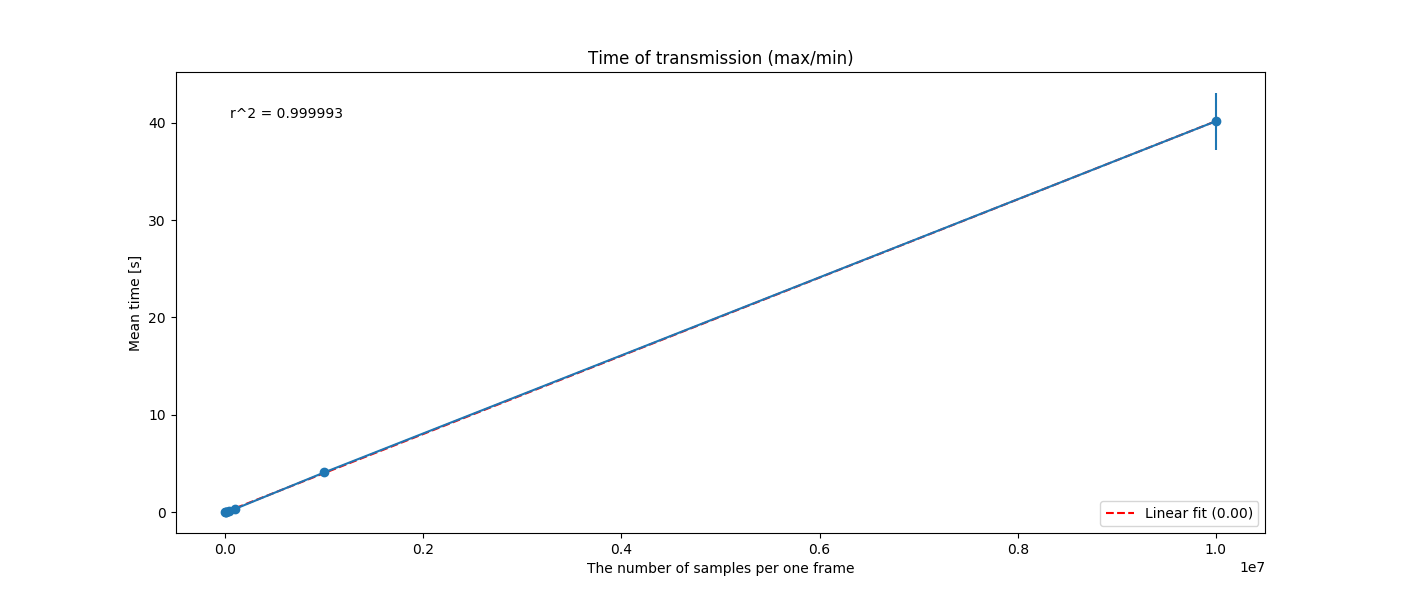 Time of transmission (max/min)
r^2 = 0.999993
40
30
20
10
0
Mean time [s]
Linear fit (0.00)
0.0 0.2 0.4 0.6 0.8 1.0
1e7
The number of samples per one frame